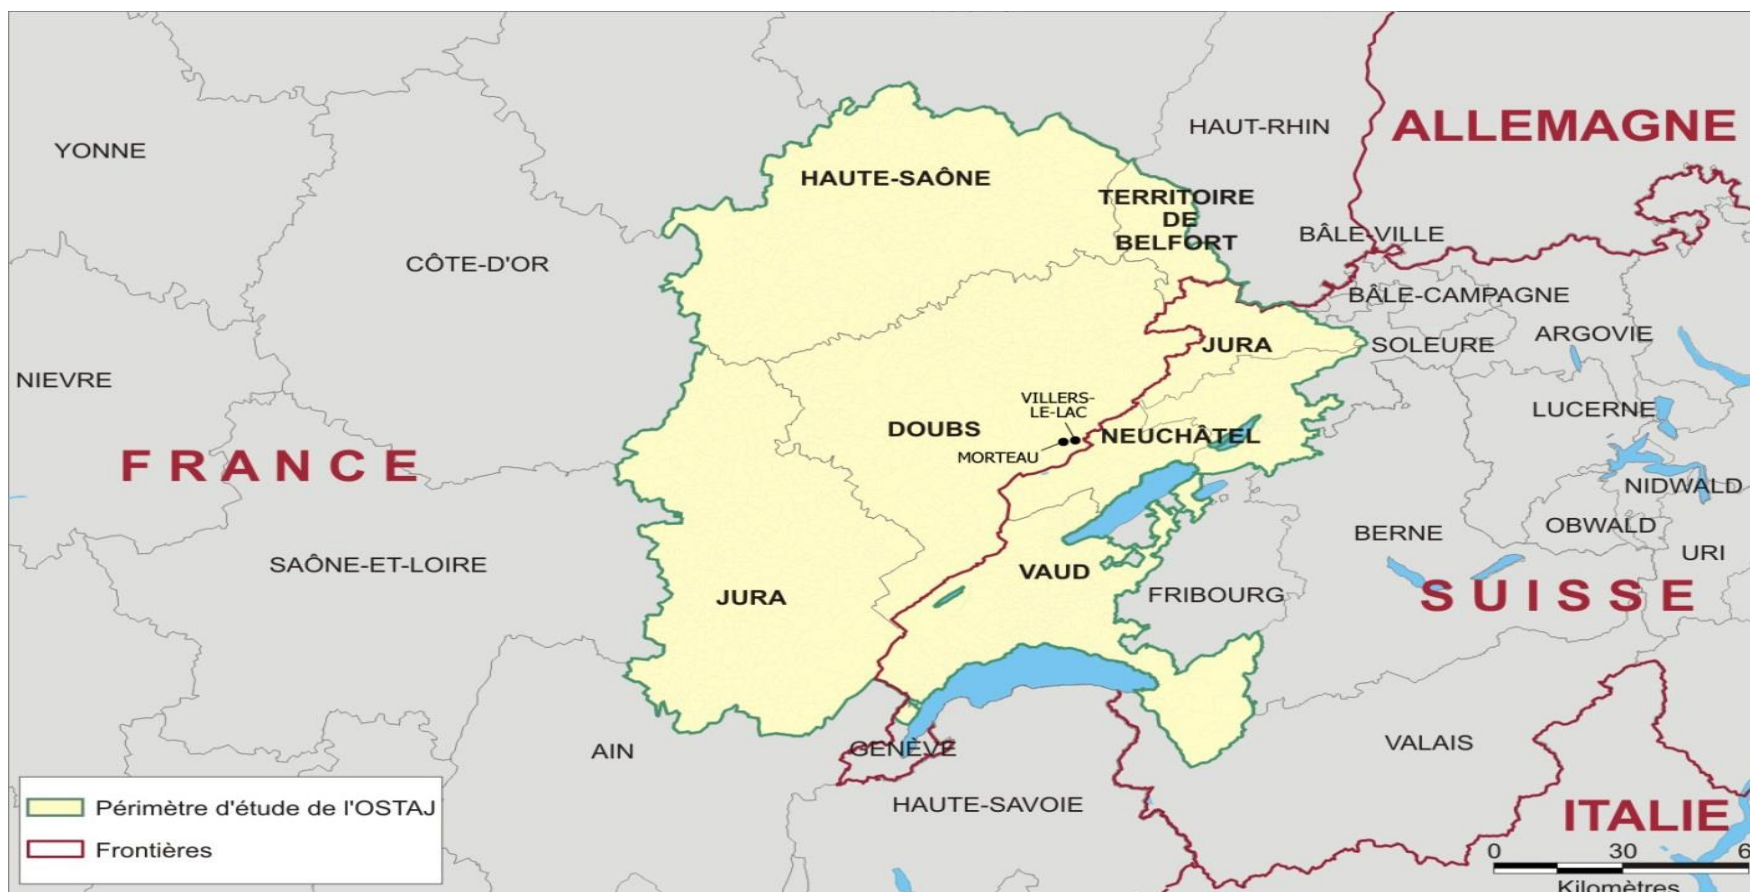 ALLEMAGNE
HAUT-RHIN
YONNE
HAUTE-SAÔNE
TERRITOIRE
DE
BELFORT
BÂLE-VILLE
CÔTE-D'OR
BÂLE-CAMPAGNE
ARGOVIE
JURA
SOLEURE
NIEVRE
VILLERS-
LE-LAC
LUCERNE
DOUBS
NEUCHÂTEL
MORTEAU
FRANCE
NIDWALD
OBWALD
BERNE
URI
SAÔNE-ET-LOIRE
VAUD
JURA
FRIBOURG
SUISSE
AIN
GENÈVE
VALAIS
HAUTE-SAVOIE
ITALIE
Périmètre d'étude de l'OSTAJ
Frontières
0 30 6
Kilomètres